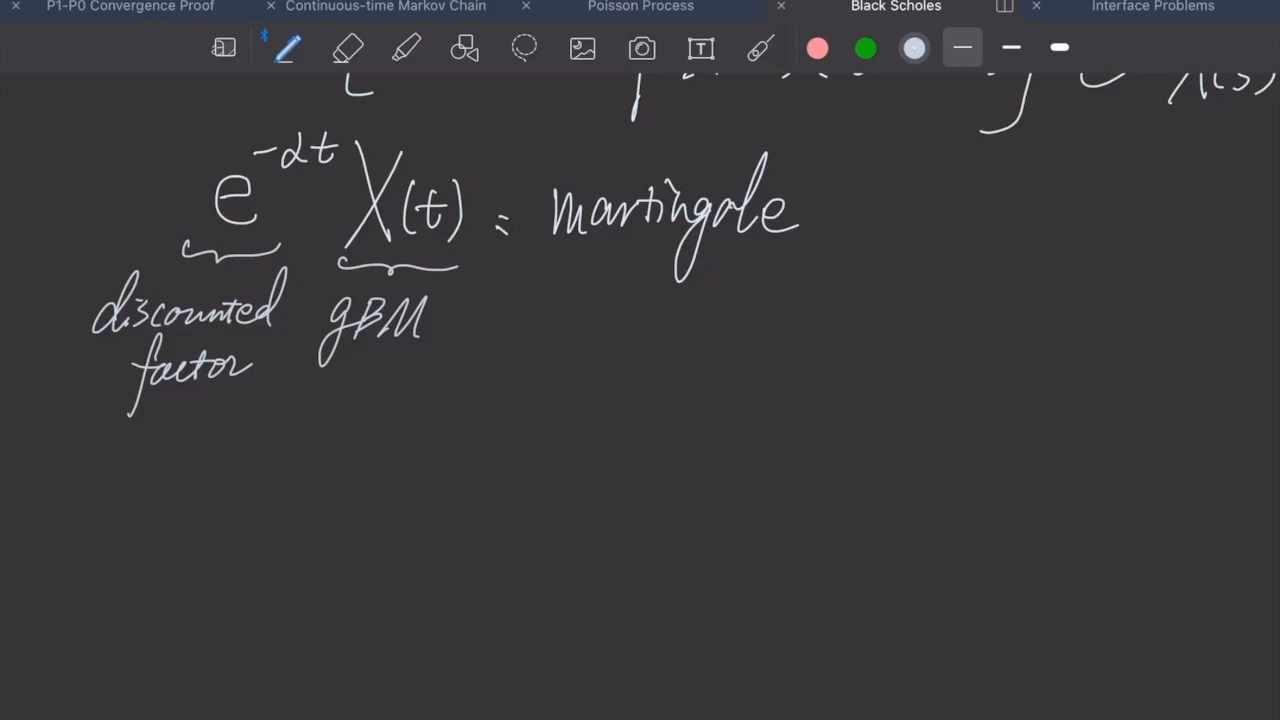 P1-P0 Convergence Proof Continuous-time Markov Chain Poisson Process Black Scholes Interface Problems
T
e^{-αt} X(t) = martingale
discounted gBM
factor